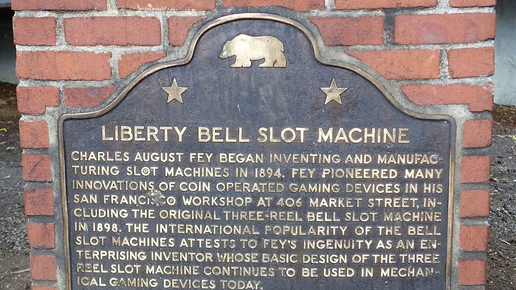 LIBERTY BELL SLOT MACHINE
CHARLES AUGUST FEY BEGAN INVENTING AND MANUFAC-
TURING SLOT MACHINES IN 1894. FEY PIONEERED MANY
INNOVATIONS OF COIN OPERATED GAMING DEVICES IN HIS
SAN FRANCISCO WORKSHOP AT 406 MARKET STREET, IN-
CLUDING THE ORIGINAL THREE-REEL BELL SLOT MACHINE
IN 1898. THE INTERNATIONAL POPULARITY OF THE BELL
SLOT MACHINES ATTESTS TO FEY'S INGENUITY AS AN EN-
TERPRISING INVENTOR WHOSE BASIC DESIGN OF THE THREE
REEL SLOT MACHINE CONTINUES TO BE USED IN MECHAN-
ICAL GAMING DEVICES TODAY.